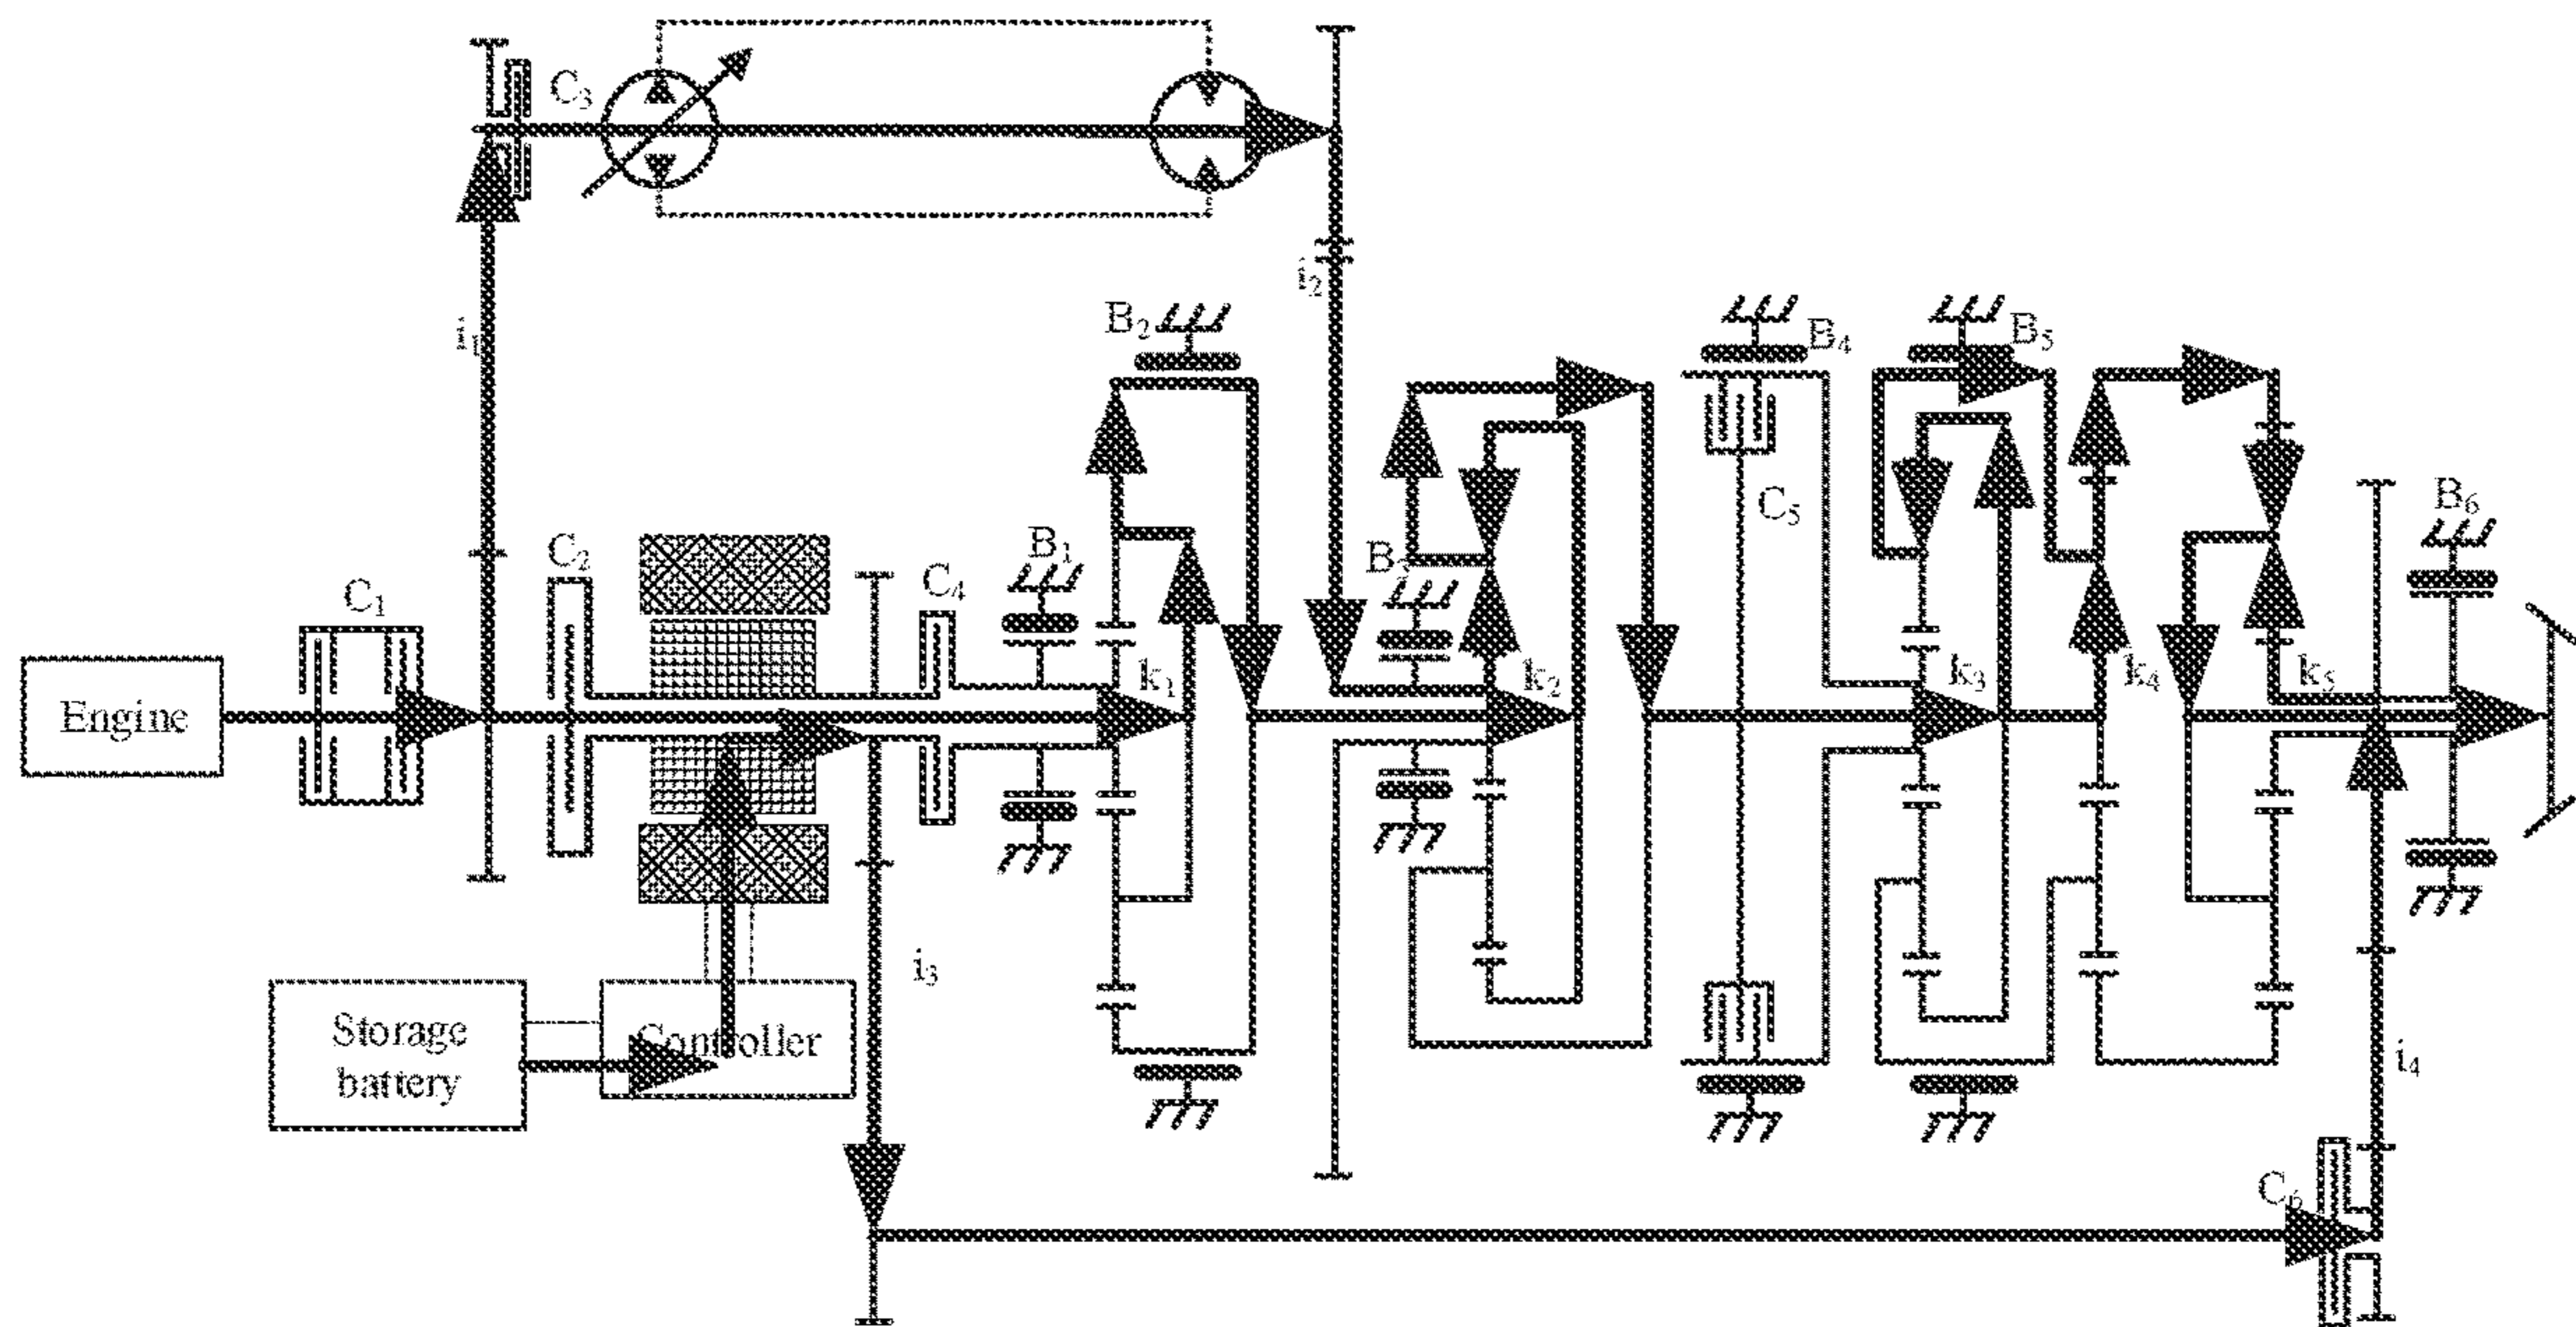 C₃
i₁
i₂
B₂
B₄
B₅
C₁
C₂
C₄
B₁
B₃
C₅
B₆
Engine
k₁
k₂
k₃
k₄
k₅
i₃
Storage
battery
Controller
i₄
C₆